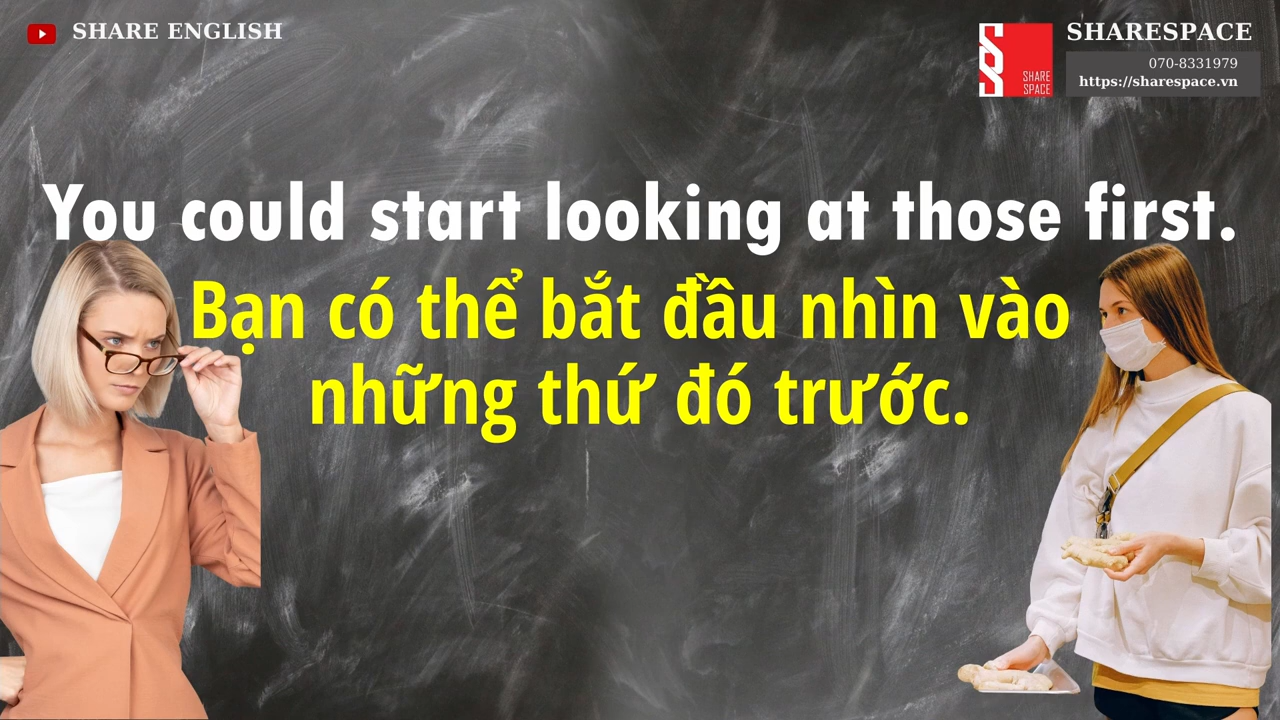 SHARE ENGLISH
SHARE
SPACE
SHARESPACE
070-8331979
https://sharespace.vn
You could start looking at those first.
Bạn có thể bắt đầu nhìn vào
những thứ đó trước.